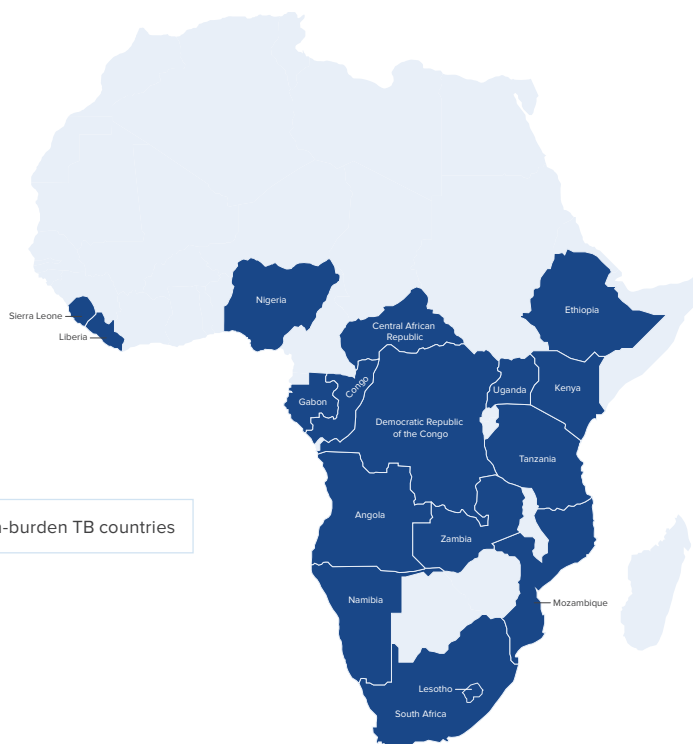 Nigeria
Ethiopia
Sierra Leone
Central African
Republic
Liberia
Congo
Uganda
Kenya
Gabon
Democratic Republic
of the Congo
Tanzania
Angola
-burden TB countries
Zambia
Namibia
Mozambique
Lesotho
South Africa